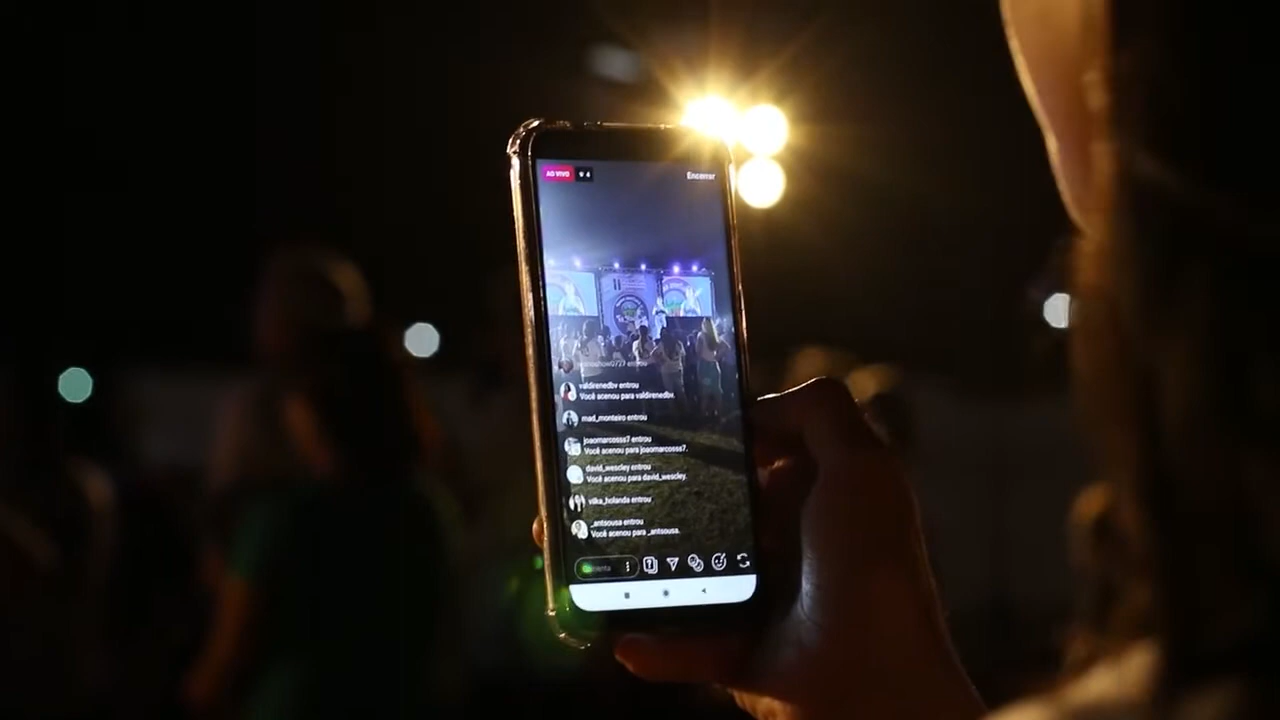 AO VIVO
4
Encerrar
valdirenedbv entrou
Você acenou para valdirenedbv.
mad_monteiro entrou
joaomarcosss7 entrou
Você acenou para joaomarcosss7.
david_wescley entrou
Você acenou para david_wescley.
vilka_holanda entrou
_antsousa entrou
Você acenou para _antsousa.